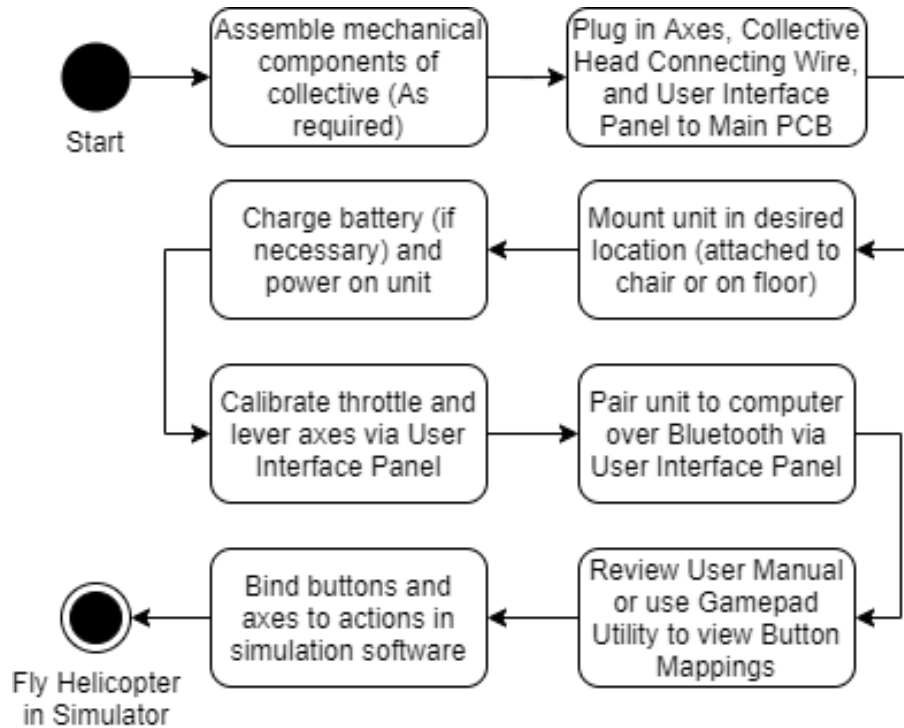 Start
Assemble mechanical
components of
collective (As
required)
Plug in Axes, Collective
Head Connecting Wire,
and User Interface
Panel to Main PCB
Mount unit in desired
location (attached to
chair or on floor)
Charge battery (if
necessary) and
power on unit
Calibrate throttle and
lever axes via User
Interface Panel
Pair unit to computer
over Bluetooth via
User Interface Panel
Review User Manual
or use Gamepad
Utility to view Button
Mappings
Bind buttons and
axes to actions in
simulation software
Fly Helicopter
in Simulator